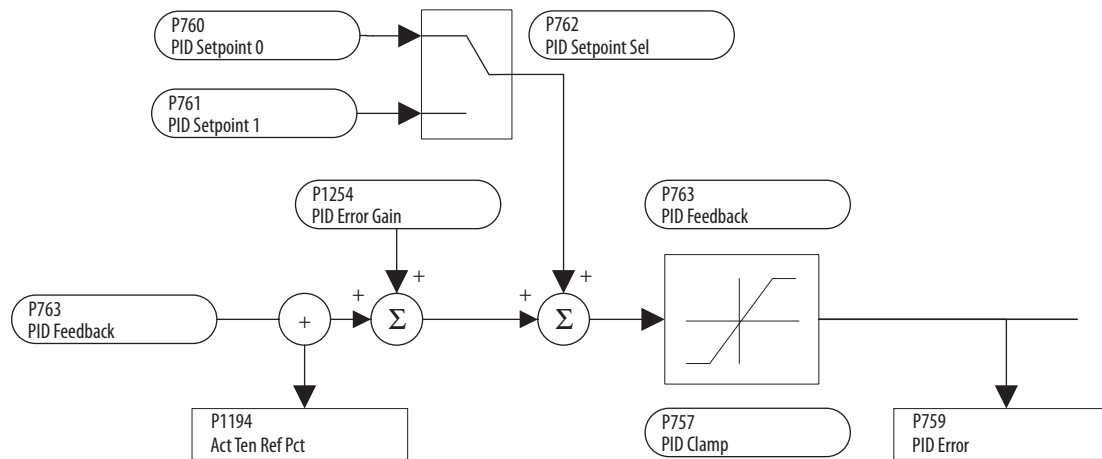 P760
PID Setpoint 0
P762
PID Setpoint Sel
P761
PID Setpoint 1
P1254
PID Error Gain
P763
PID Feedback
+
+
+
+
P763
PID Feedback
+
Σ
Σ
P1194
Act Ten Ref Pct
P757
PID Clamp
P759
PID Error